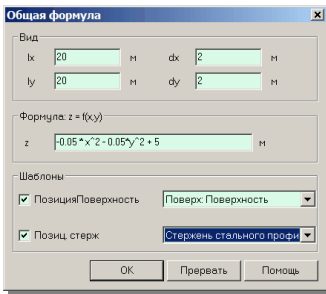 Общая формула
Вид
lx 20 м dx 2
ly 20 м dy 2
Формула: z = f(x,y)
z -0.05 * x^2 - 0.05*y^2 + 5 м
Шаблоны
ПозицияПоверхность Поверх: Поверхность
Позиц. стерж Стержень стального профи
OK Прервать Помощь